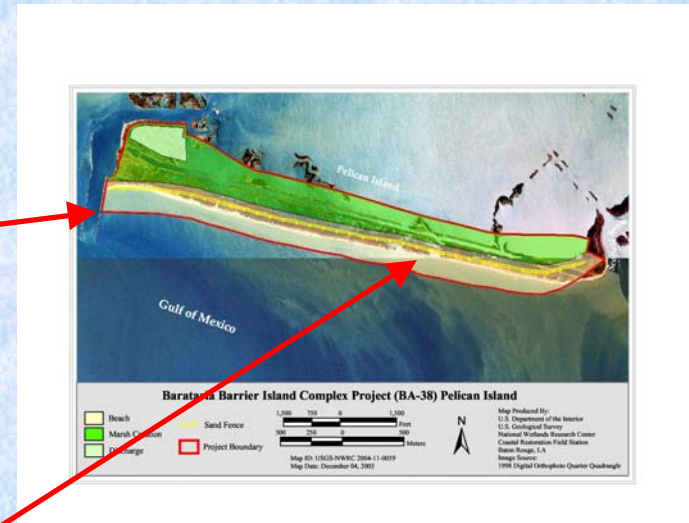 Pelican Island
Gulf of Mexico
Barataria Barrier Island Complex Project (BA-38) Pelican Island
Beach
Marsh Creation
Discharge
Sand Fence
Project Boundary
1,500 750 0 1,500
Feet
500 250 0 500
Meters
Map ID: USGS-NWRC 2004-11-0059
Map Date: December 04, 2003
N
Map Produced By:
U.S. Department of the Interior
U.S. Geological Survey
National Wetlands Research Center
Coastal Restoration Field Station
Baton Rouge, LA
Image Source:
1998 Digital Orthophoto Quarter Quadrangle